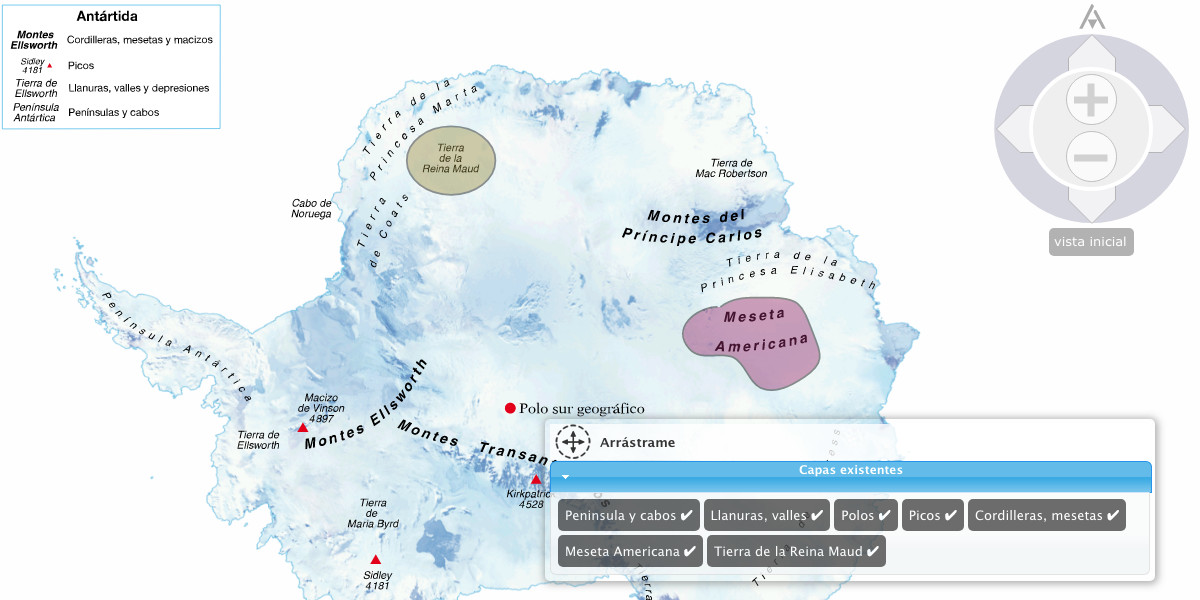 Antártida
Montes
Ellsworth
Cordilleras, mesetas y macizos
Sidley
4181
Picos
Tierra de
Ellsworth
Llanuras, valles y depresiones
Península
Antártica
Penínsulas y cabos
Tierra de la
Princesa Marta
Tierra
de la
Reina Maud
Tierra de
Mac Robertson
Cabo de
Noruega
Tierra
de Coats
Montes del
Príncipe Carlos
vista inicial
Tierra de la
Princesa Elisabeth
Península Antártica
Meseta
Americana
Macizo
de Vinson
4897
Montes Ellsworth
Polo sur geográfico
Tierra de
Ellsworth
Montes Transan
Arrástrame
Capas existentes
Kirkpatric
4528
Tierra
de
Maria Byrd
Península y cabos ✔
Llanuras, valles ✔
Polos ✔
Picos ✔
Cordilleras, mesetas ✔
Meseta Americana ✔
Tierra de la Reina Maud ✔
Sidley
4181
Tierra
Tierra